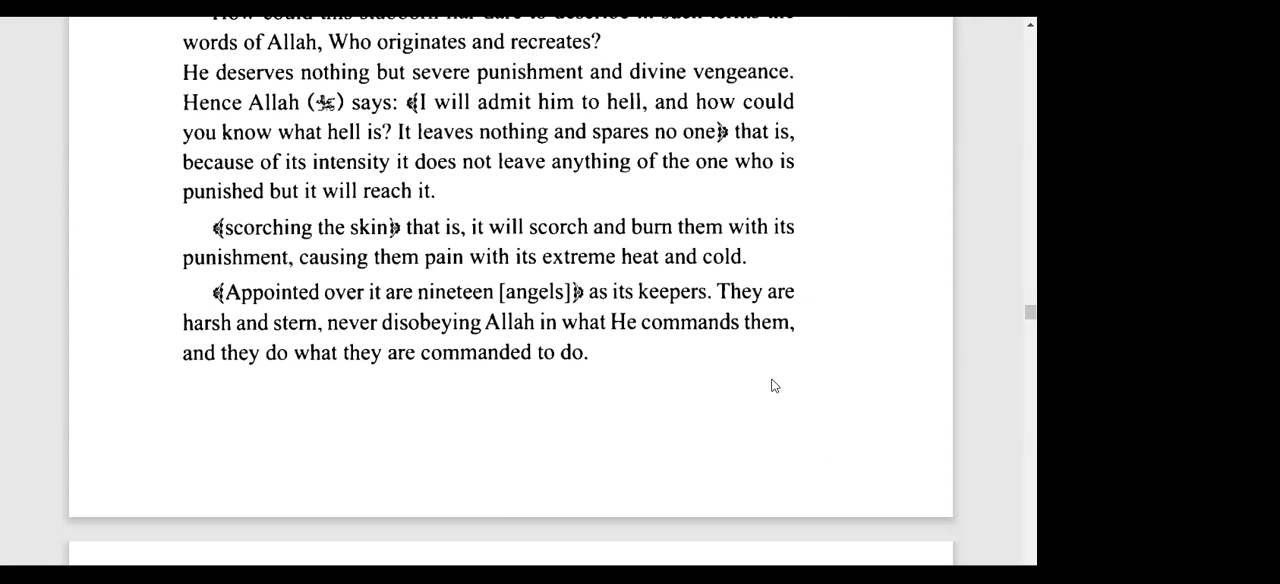 words of Allah, Who originates and recreates?
He deserves nothing but severe punishment and divine vengeance.
Hence Allah (ﷻ) says: ﴾I will admit him to hell, and how could
you know what hell is? It leaves nothing and spares no one﴿ that is,
because of its intensity it does not leave anything of the one who is
punished but it will reach it.
﴾scorching the skin﴿ that is, it will scorch and burn them with its
punishment, causing them pain with its extreme heat and cold.
﴾Appointed over it are nineteen [angels]﴿ as its keepers. They are
harsh and stern, never disobeying Allah in what He commands them,
and they do what they are commanded to do.